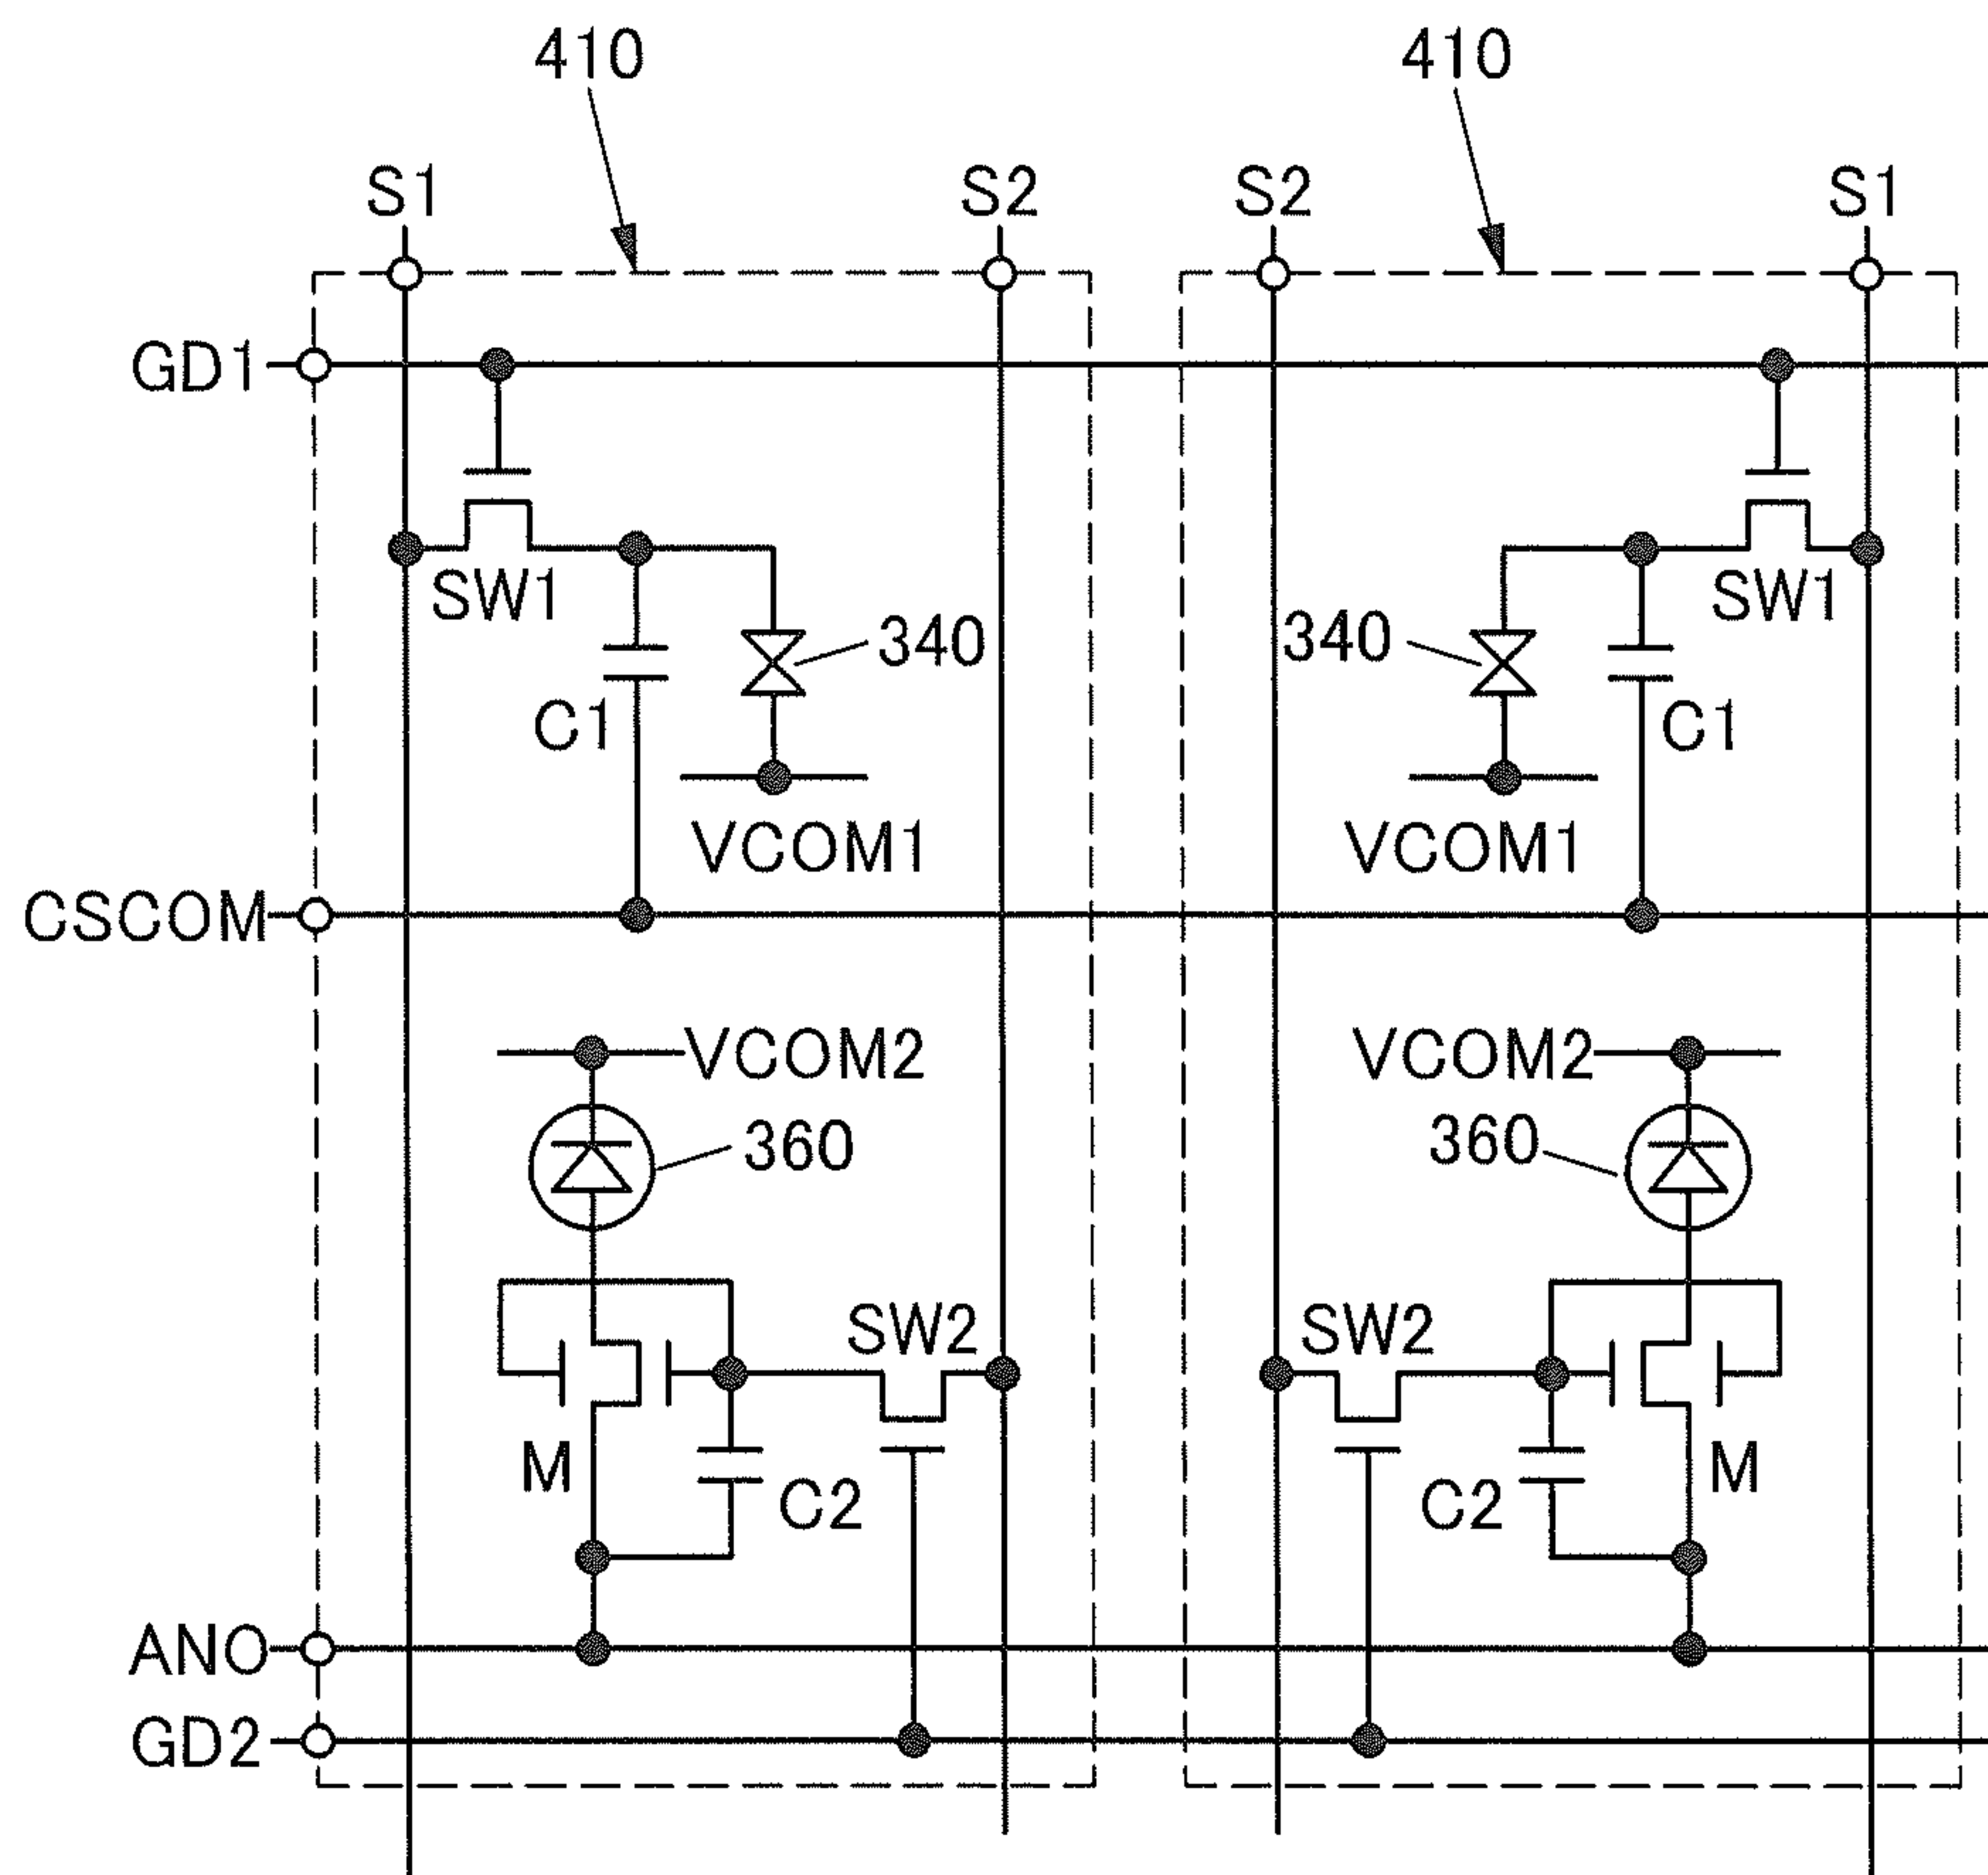 410 410
S1 S2 S2 S1
GD1
SW1 SW1
340 340
C1 C1
VCOM1 VCOM1
CSCOM
VCOM2 VCOM2
360 360
SW2 SW2
M C2 C2 M
ANO
GD2